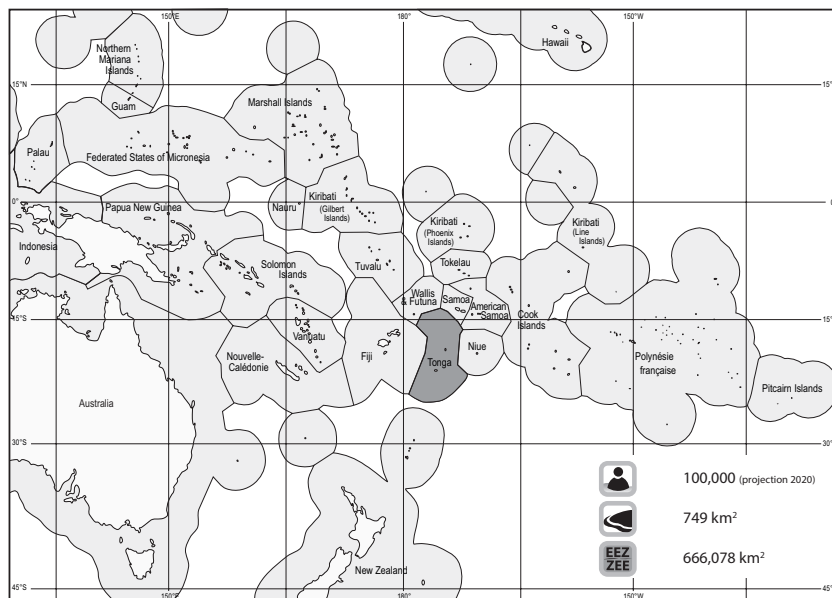 150°E
180°
150°W
Hawaii
Northern
Mariana
Islands
15°N
15°N
Guam
Marshall Islands
Palau
Federated States of Micronesia
0°
0°
Papua New Guinea
Nauru
Kiribati
(Gilbert
Islands)
Kiribati
(Phoenix
Islands)
Kiribati
(Line
Islands)
Indonesia
Solomon
Islands
Tuvalu
Tokelau
Wallis
& Futuna
Samoa
American
Samoa
Cook
Islands
15°S
15°S
Vanuatu
Nouvelle-
Calédonie
Fiji
Tonga
Niue
Polynésie
française
Pitcairn Islands
Australia
30°S
30°S
100,000 (projection 2020)
749 km²
EEZ
ZEE
666,078 km²
New Zealand
45°S
45°S
150°E
180°
150°W